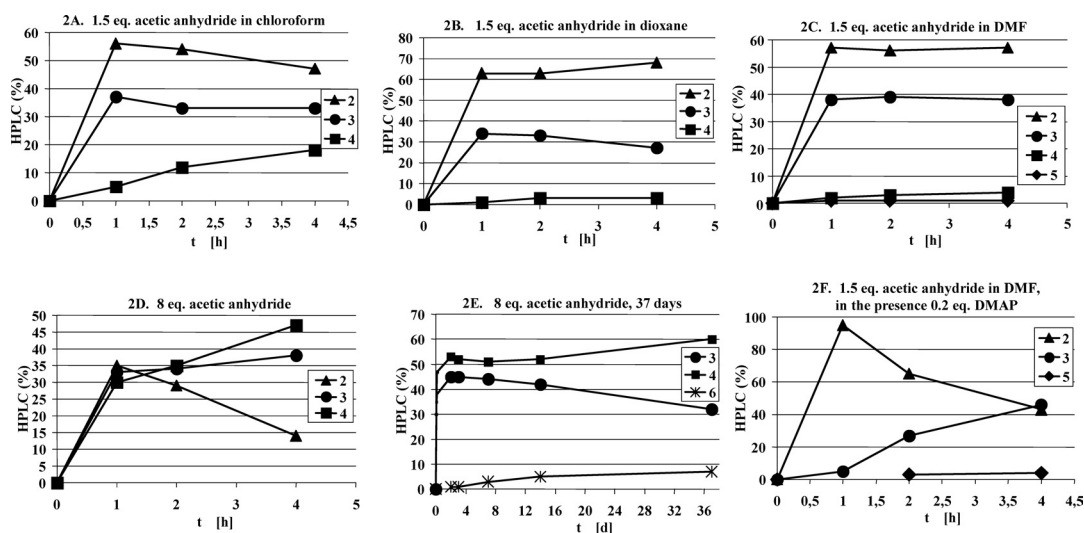 2A. 1.5 eq. acetic anhydride in chloroform
HPLC (%)
60
50
40
30
20
10
0
0 0,5 1 1,5 2 2,5 3 3,5 4 4,5
t [h]
2
3
4
2B. 1.5 eq. acetic anhydride in dioxane
HPLC (%)
80
70
60
50
40
30
20
10
0
0 1 2 3 4 5
t [h]
2
3
4
2C. 1.5 eq. acetic anhydride in DMF
HPLC (%)
60
50
40
30
20
10
0
0 1 2 3 4 5
t [h]
2
3
4
5
2D. 8 eq. acetic anhydride
HPLC (%)
50
45
40
35
30
25
20
15
10
5
0
0 1 2 3 4 5
t [h]
2
3
4
2E. 8 eq. acetic anhydride, 37 days
HPLC (%)
70
60
50
40
30
20
10
0
0 4 8 12 16 20 24 28 32 36
t [d]
3
4
6
2F. 1.5 eq. acetic anhydride in DMF,
in the presence 0.2 eq. DMAP
HPLC (%)
100
80
60
40
20
0
0 0,5 1 1,5 2 2,5 3 3,5 4 4,5
t [h]
2
3
5